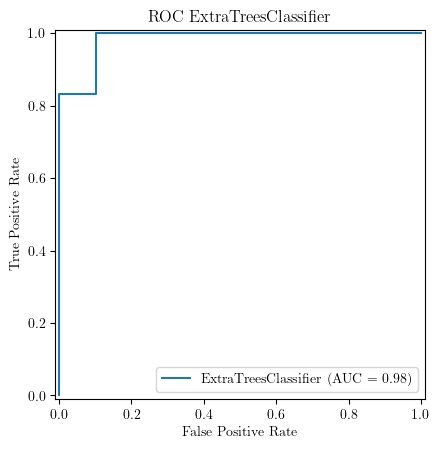 ROC ExtraTreesClassifier
1.0
0.8
0.6
0.4
0.2
0.0
True Positive Rate
ExtraTreesClassifier (AUC = 0.98)
0.0 0.2 0.4 0.6 0.8 1.0
False Positive Rate